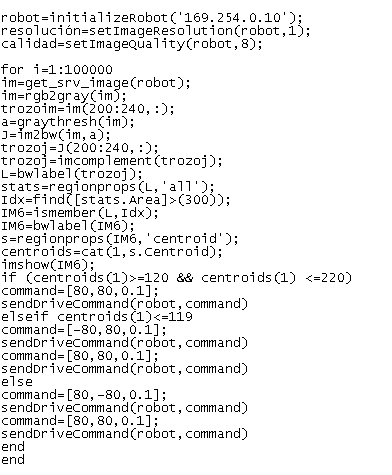 robot=initializeRobot('169.254.0.10');
resolución=setImageResolution(robot,1);
calidad=setImageQuality(robot,8);
for i=1:100000
im=get_srv_image(robot);
im=rgb2gray(im);
trozoim=im(200:240,:);
a=graythresh(im);
J=im2bw(im,a);
trozoj=J(200:240,:);
trozoj=imcomplement(trozoj);
L=bwlabel(trozoj);
stats=regionprops(L,'all');
Idx=find([stats.Area]>(300));
IM6=ismember(L,Idx);
IM6=bwlabel(IM6);
s=regionprops(IM6,'centroid');
centroids=cat(1,s.Centroid);
imshow(IM6);
if (centroids(1)>=120 && centroids(1) <=220)
command=[80,80,0.1];
sendDriveCommand(robot,command)
elseif centroids(1)<=119
command=[-80,80,0.1];
sendDriveCommand(robot,command)
command=[80,80,0.1];
sendDriveCommand(robot,command)
else
command=[80,-80,0.1];
sendDriveCommand(robot,command)
command=[80,80,0.1];
sendDriveCommand(robot,command)
end
end